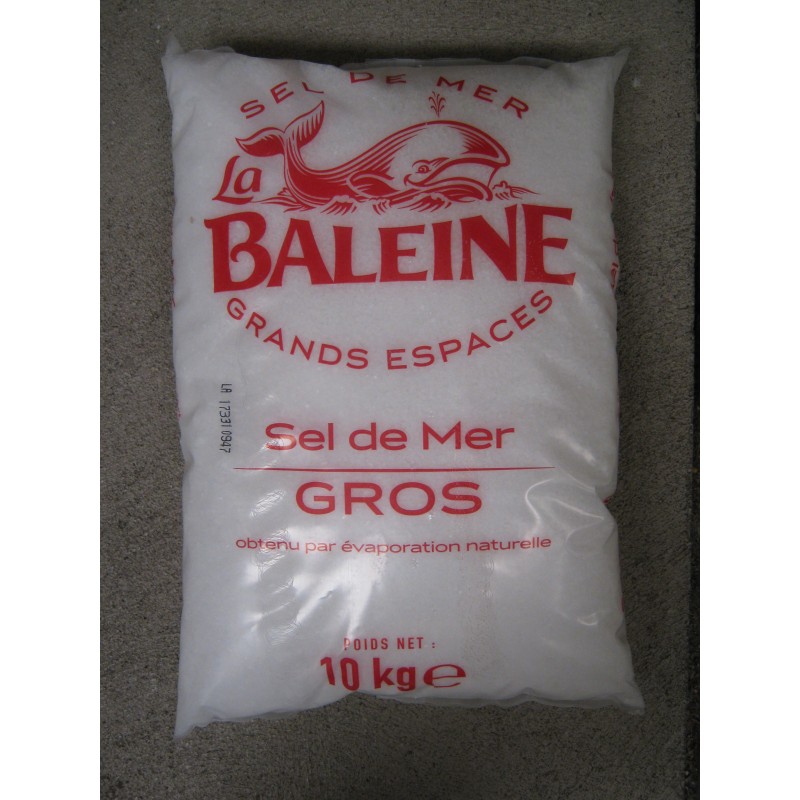 SEL DE MER
La
BALEINE
GRANDS ESPACES
LA 17331 0947
Sel de Mer
GROS
obtenu par évaporation naturelle
POIDS NET :
10 kg e